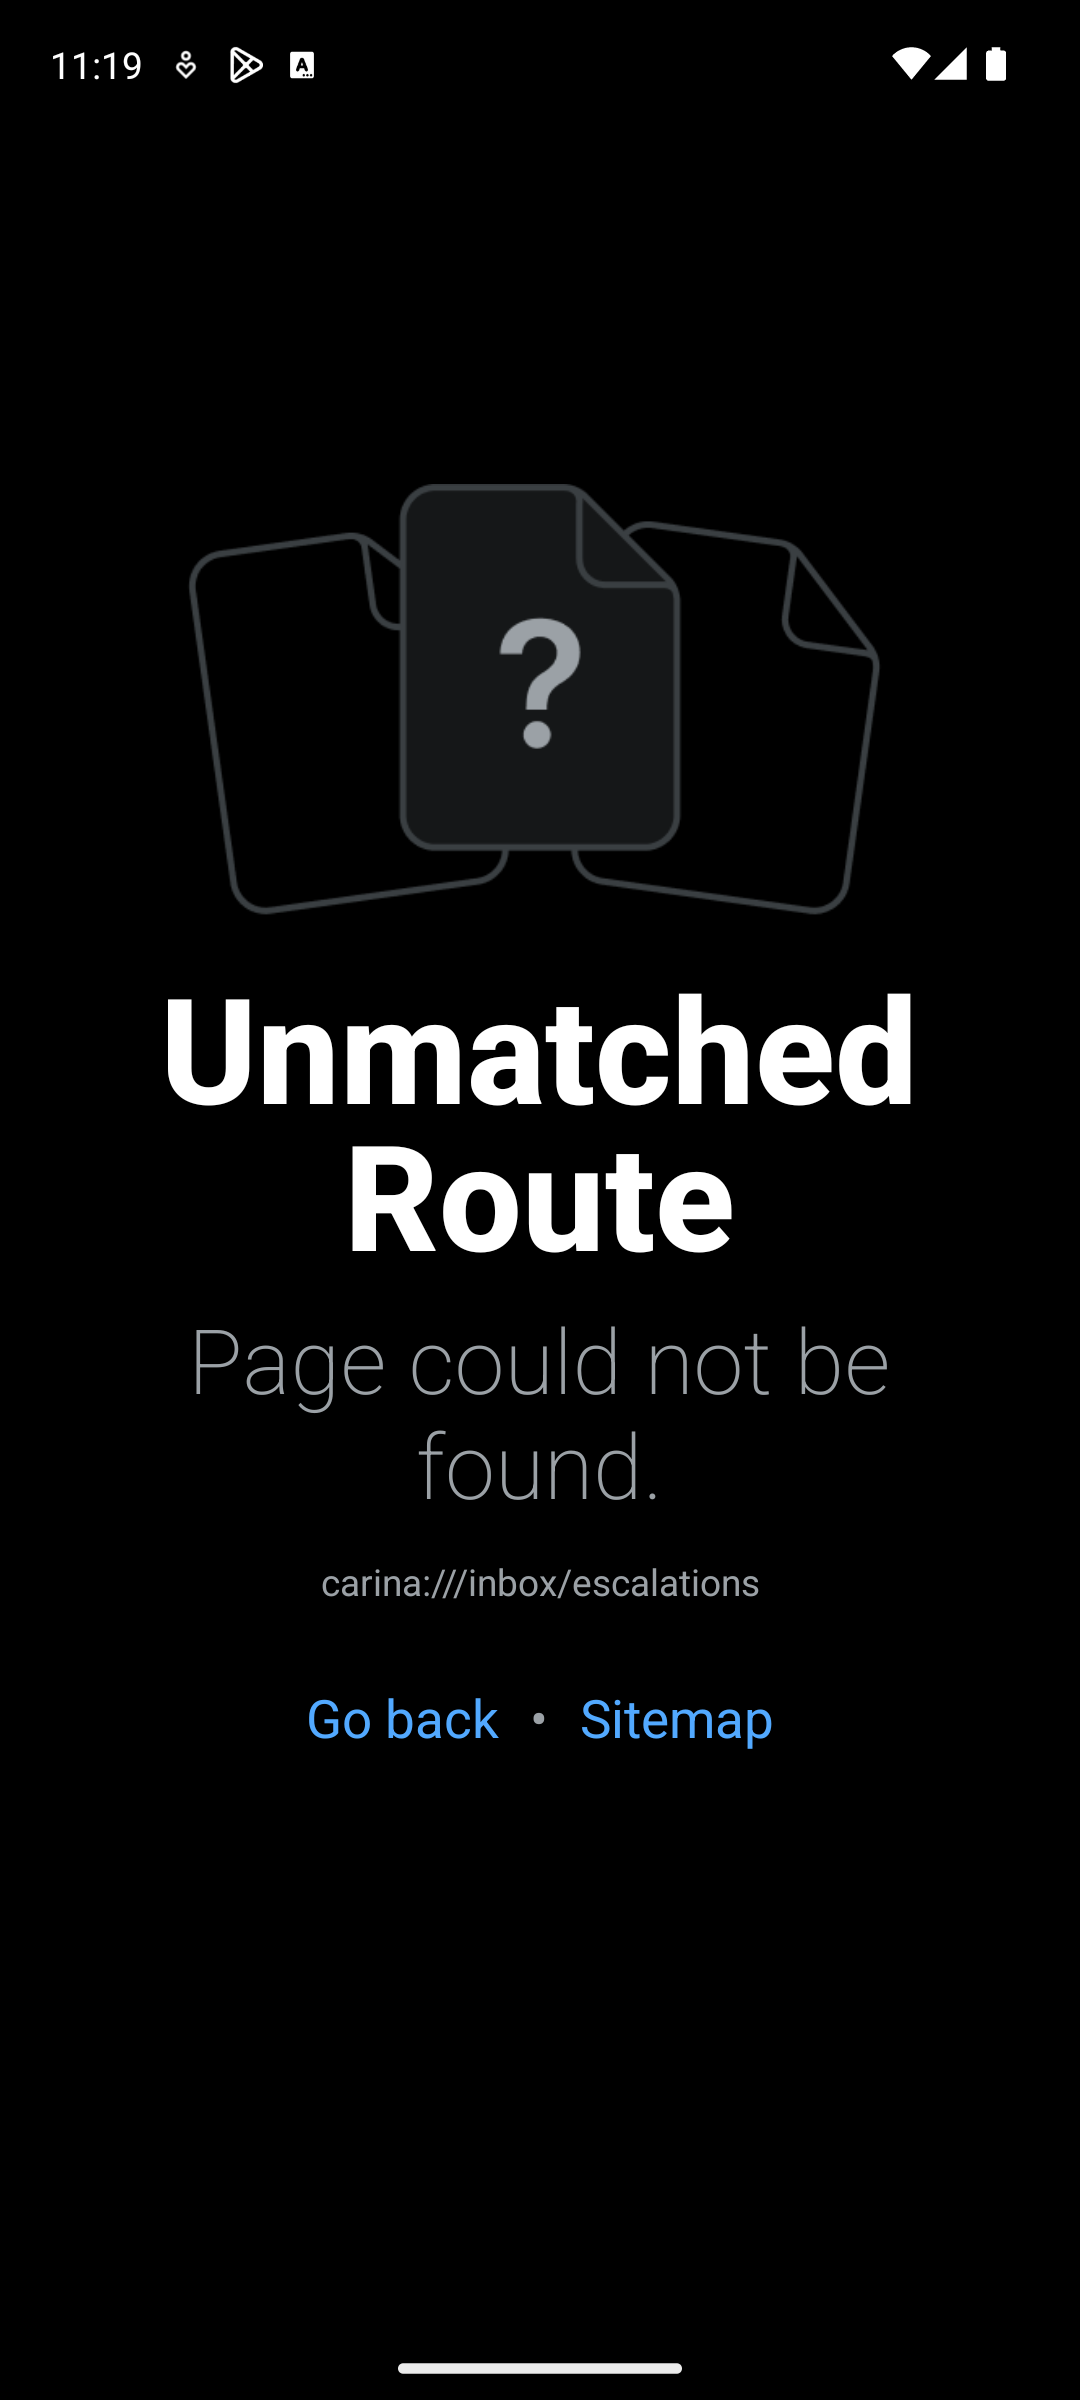 11:19
?
Unmatched
Route
Page could not be
found.
carina:///inbox/escalations
Go back • Sitemap